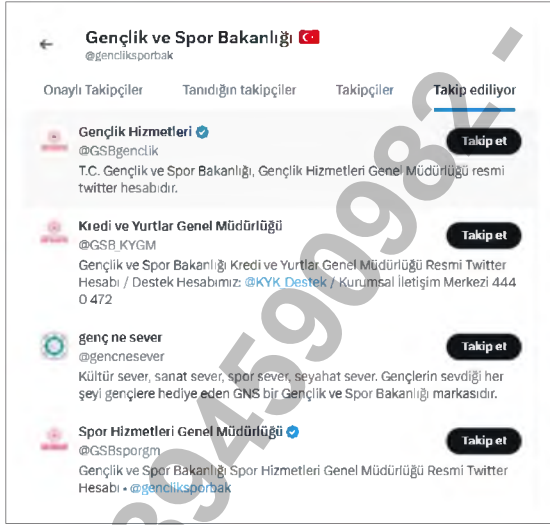 Gençlik ve Spor Bakanlığı
@gencliksporbak
Onaylı Takipçiler Tanıdığın takipçiler Takipçiler Takip ediliyor
Gençlik Hizmetleri
Takip et
@GSBgenclik
T.C. Gençlik ve Spor Bakanlığı, Gençlik Hizmetleri Genel Müdürlüğü resmi
twitter hesabıdır.
Kredi ve Yurtlar Genel Müdürlüğü
Takip et
@GSB_KYGM
Gençlik ve Spor Bakanlığı Kredi ve Yurtlar Genel Müdürlüğü Resmi Twitter
Hesabı / Destek Hesabımız: @KYK_Destek / Kurumsal İletişim Merkezi 444
0 472
genç ne sever
Takip et
@gencnesever
Kültür sever, sanat sever, spor sever, seyahat sever. Gençlerin sevdiği her
şeyi gençlere hediye eden GNS bir Gençlik ve Spor Bakanlığı markasıdır.
Spor Hizmetleri Genel Müdürlüğü
Takip et
@GSBsporgm
Gençlik ve Spor Bakanlığı Spor Hizmetleri Genel Müdürlüğü Resmi Twitter
Hesabı • @gencliksporbak